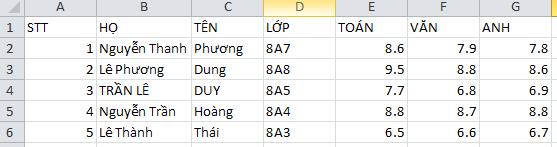 A B C D E F G
1 STT HỌ TÊN LỚP TOÁN VĂN ANH
2 1 Nguyễn Thanh Phương 8A7 8.6 7.9 7.8
3 2 Lê Phương Dung 8A8 9.5 8.8 8.6
4 3 TRẦN LÊ DUY 8A5 7.7 6.8 6.9
5 4 Nguyễn Trần Hoàng 8A4 8.8 8.7 8.8
6 5 Lê Thành Thái 8A3 6.5 6.6 6.7